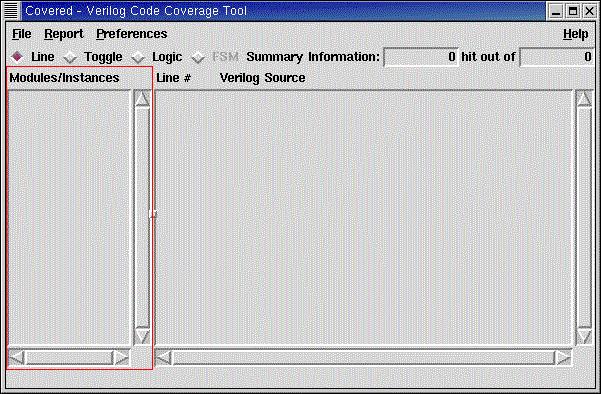 Covered - Verilog Code Coverage Tool
File Report Preferences Help
Line Toggle Logic FSM Summary Information: 0 hit out of 0
Modules/Instances Line # Verilog Source